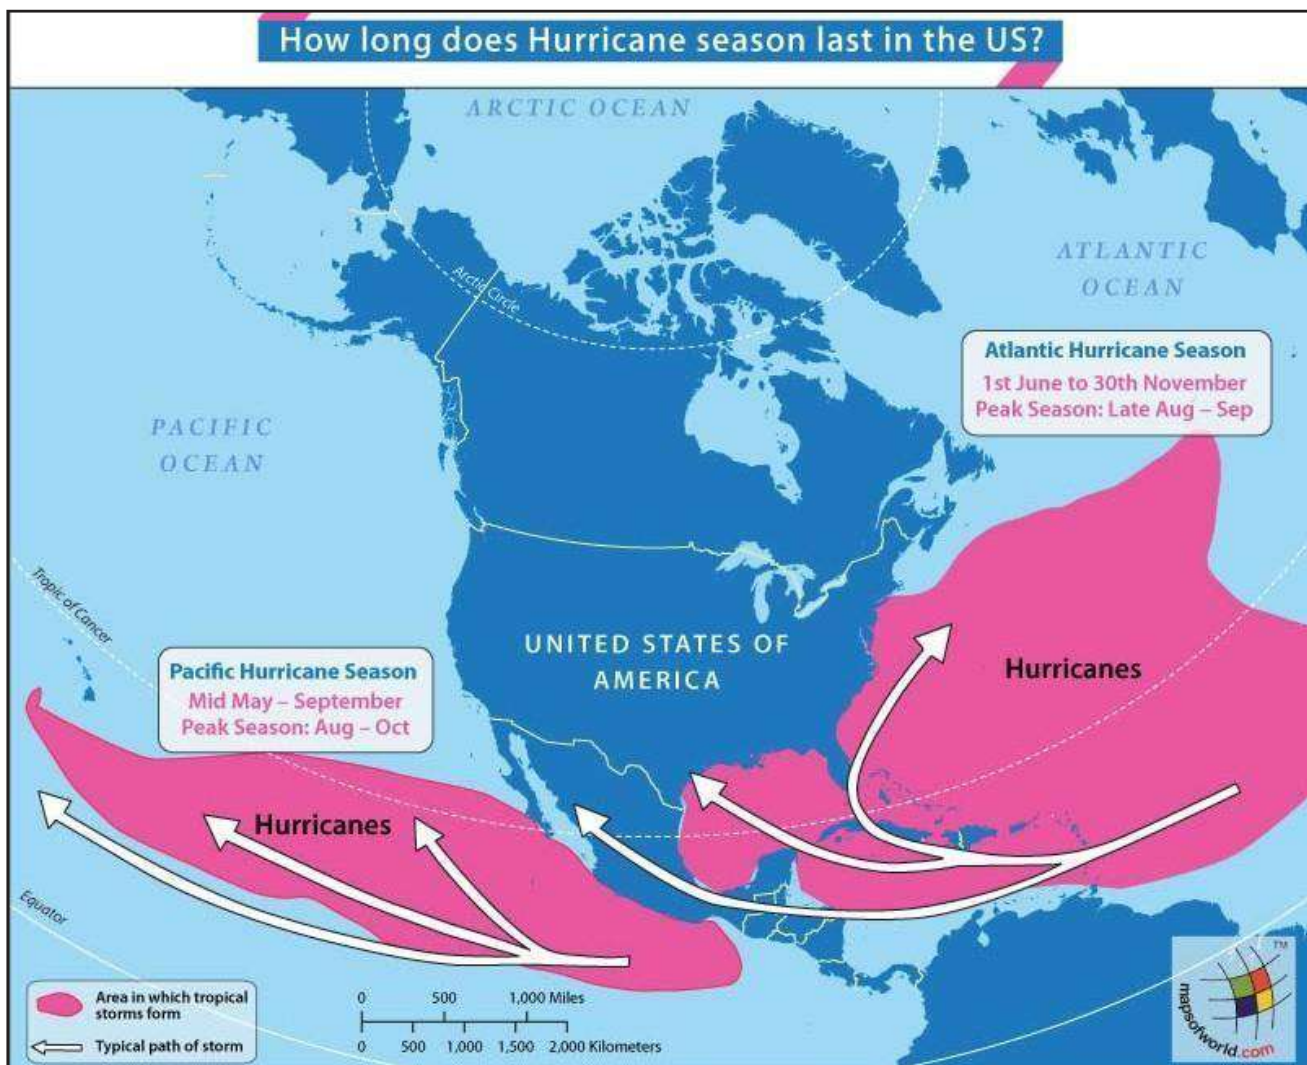 How long does Hurricane season last in the US?
ARCTIC OCEAN
ATLANTIC
OCEAN
Arctic Circle
Atlantic Hurricane Season
1st June to 30th November
Peak Season: Late Aug – Sep
PACIFIC
OCEAN
Tropic of Cancer
UNITED STATES OF
AMERICA
Hurricanes
Pacific Hurricane Season
Mid May – September
Peak Season: Aug – Oct
Hurricanes
Equator
Area in which tropical
storms form
Typical path of storm
0 500 1,000 Miles
0 500 1,000 1,500 2,000 Kilometers
TM
mapsofworld.com